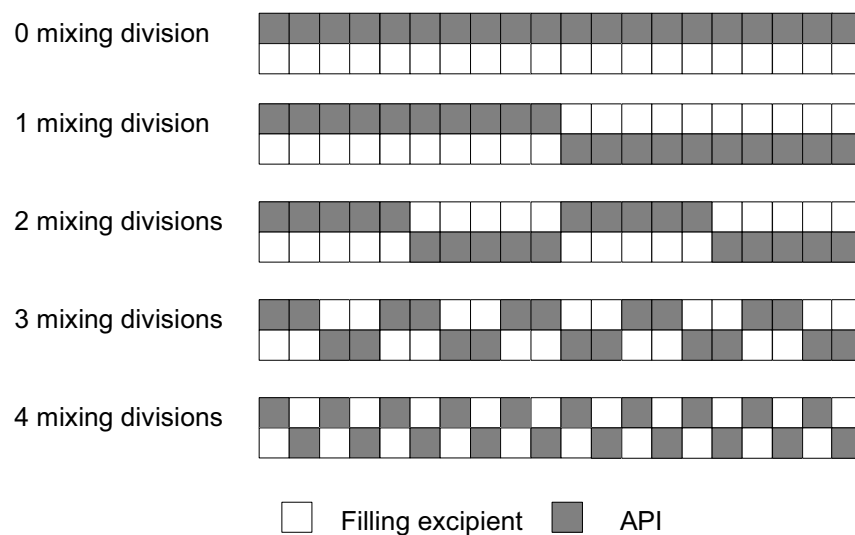 0 mixing division
1 mixing division
2 mixing divisions
3 mixing divisions
4 mixing divisions
Filling excipient API